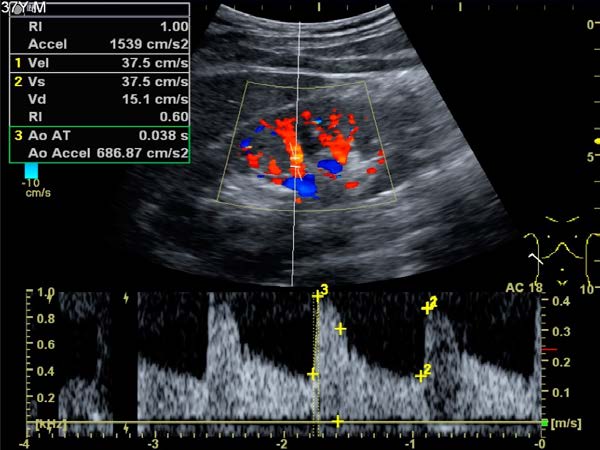 37Y-M
RI 1.00
Accel 1539 cm/s2
1 Vel 37.5 cm/s
2 Vs 37.5 cm/s
Vd 15.1 cm/s
RI 0.60
3 Ao AT 0.038 s
Ao Accel 686.87 cm/s2
-10
cm/s
0
5
10
AC 18
1.0
0.8
0.6
0.4
0.2
[kHz]
3
2
2
0.4
0.3
0.2
0.1
[m/s]
-4
-3
-2
-1
-0